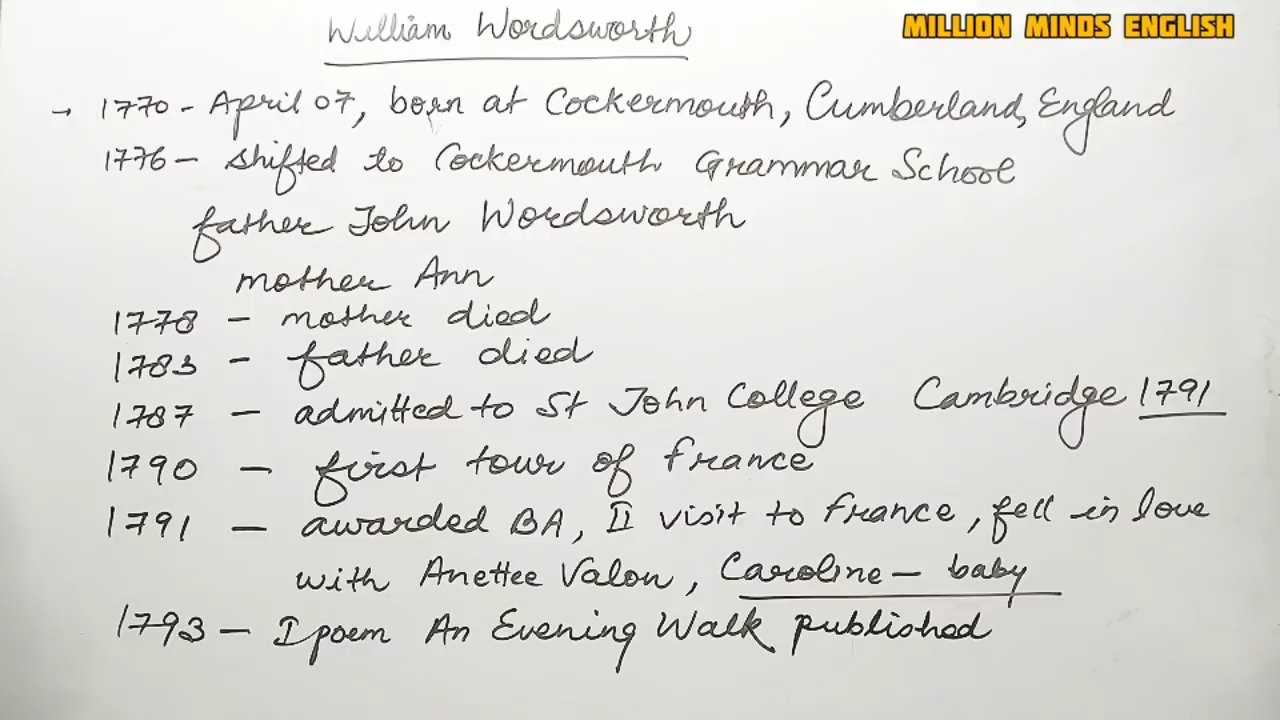 William Wordsworth
MILLION MINDS ENGLISH
→ 1770 - April 07, born at Cockermouth, Cumberland, England
1776 - shifted to Cockermouth Grammar School
father John Wordsworth
mother Ann
1778 - mother died
1783 - father died
1787 - admitted to St John College Cambridge 1791
1790 - first tour of France
1791 - awarded BA, II visit to France, fell in love
with Anettee Valon, Caroline - baby
1793 - I poem An Evening Walk published